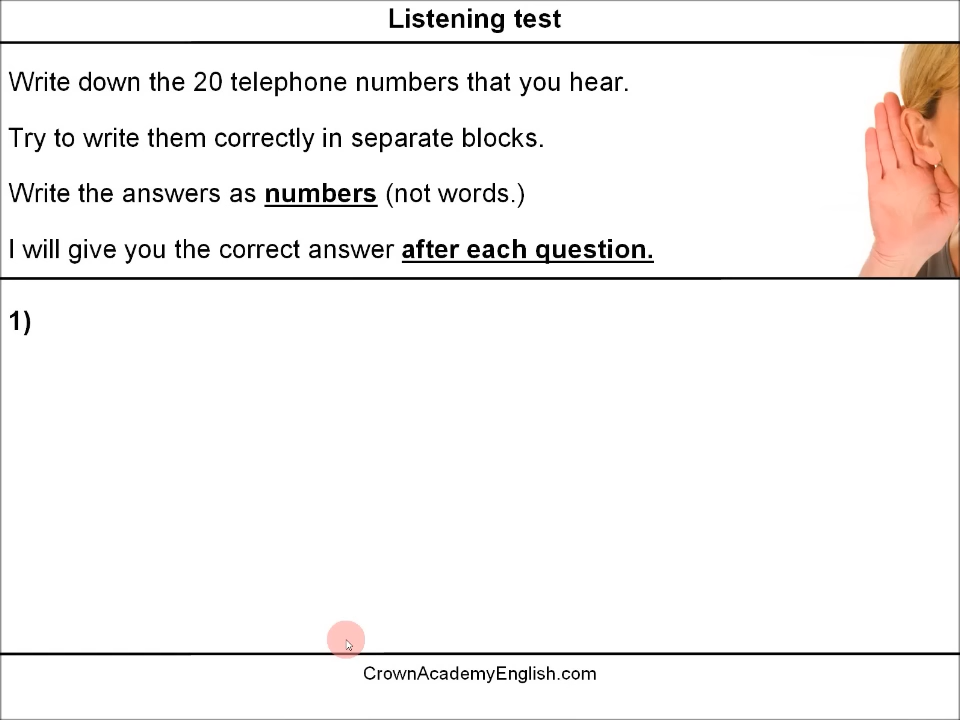 Listening test
Write down the 20 telephone numbers that you hear.
Try to write them correctly in separate blocks.
Write the answers as numbers (not words.)
I will give you the correct answer after each question.
1)
CrownAcademyEnglish.com